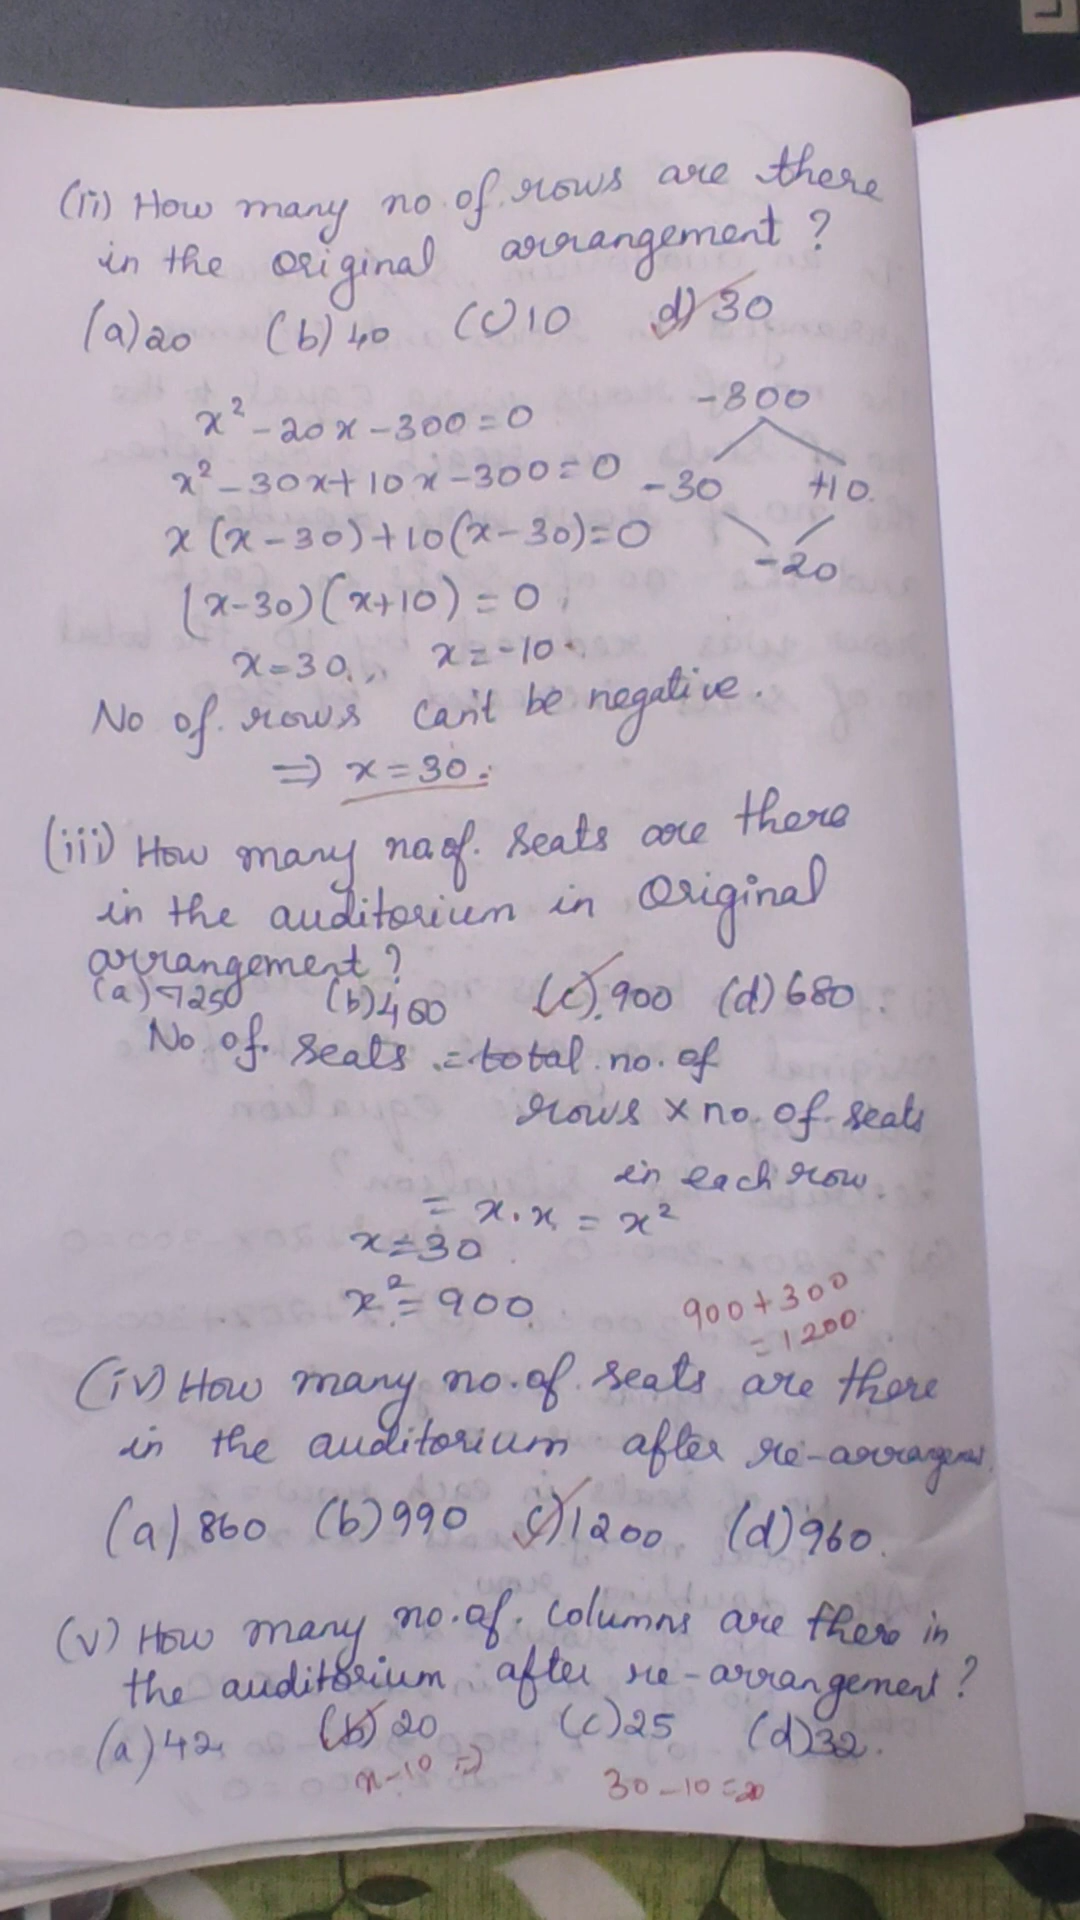 (ii) How many no. of. rows are there
in the original arrangement?
(a) 20 (b) 40 (c) 10 d) 30
x² - 20x - 300 = 0
x² - 30x + 10x - 300 = 0
x (x - 30) + 10 (x - 30) = 0
(x - 30) (x + 10) = 0
x = 30, x = -10.
-300
-30 +10
-20
No of. rows can't be negative.
⇒ x = 30.
(iii) How many no. of. seats are there
in the auditorium in original
arrangement?
(a) 7250 (b) 460 (c) 900 (d) 680.
No. of. seats = total no. of
rows × no. of. seats
in each row
= x . x = x²
x = 30
x² = 900
900 + 300
= 1200
(iv) How many no. of. seats are there
in the auditorium after re-arrangement
(a) 860 (b) 990 c) 1200 (d) 960.
(v) How many no. of. columns are there in
the auditorium after re-arrangement?
(a) 42 (b) 20 (c) 25 (d) 32.
x - 10 ⇒ 30 - 10 = 20